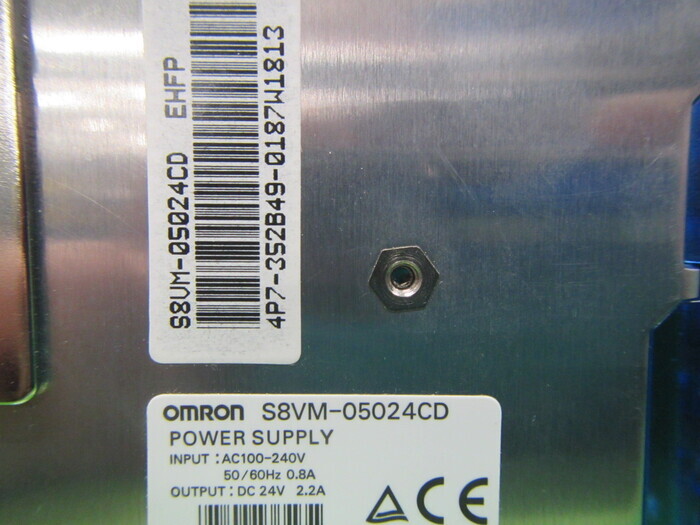 S8VM-05024CD EHFP
4P7-352B49-0187W1813
OMRON S8VM-05024CD
POWER SUPPLY
INPUT : AC100-240V
50/60Hz 0.8A
OUTPUT : DC 24V 2.2A
CE